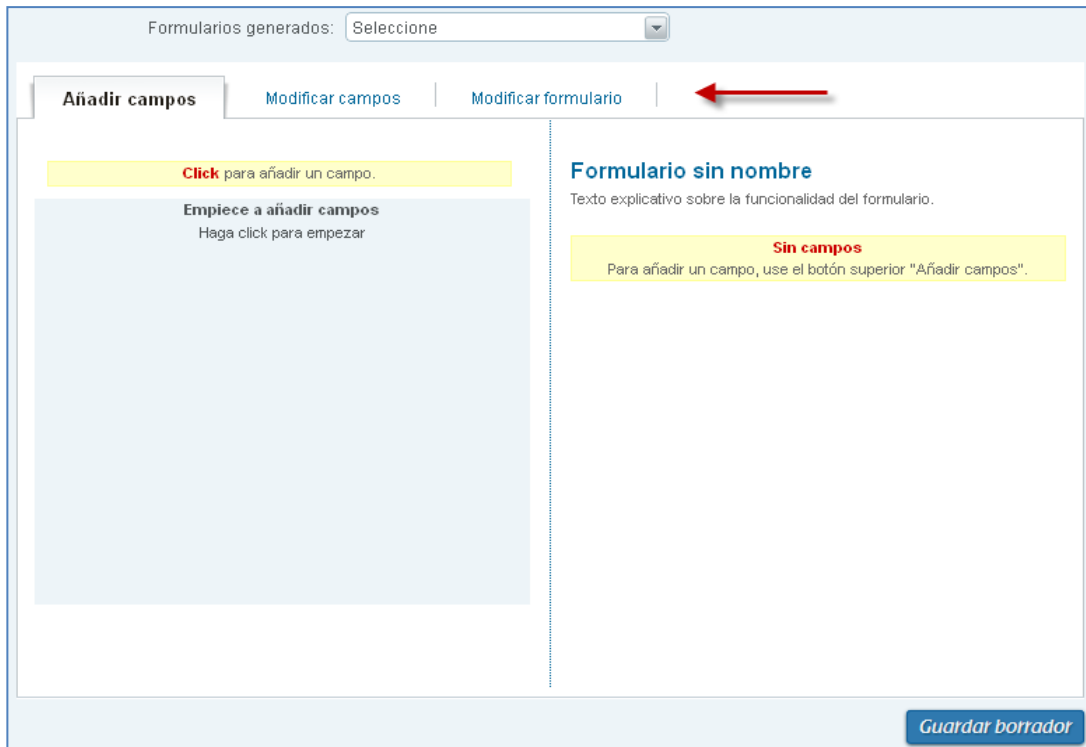 Formularios generados: Seleccione
Añadir campos
Modificar campos
Modificar formulario
Click para añadir un campo.
Empiece a añadir campos
Haga click para empezar
Formulario sin nombre
Texto explicativo sobre la funcionalidad del formulario.
Sin campos
Para añadir un campo, use el botón superior "Añadir campos".
Guardar borrador